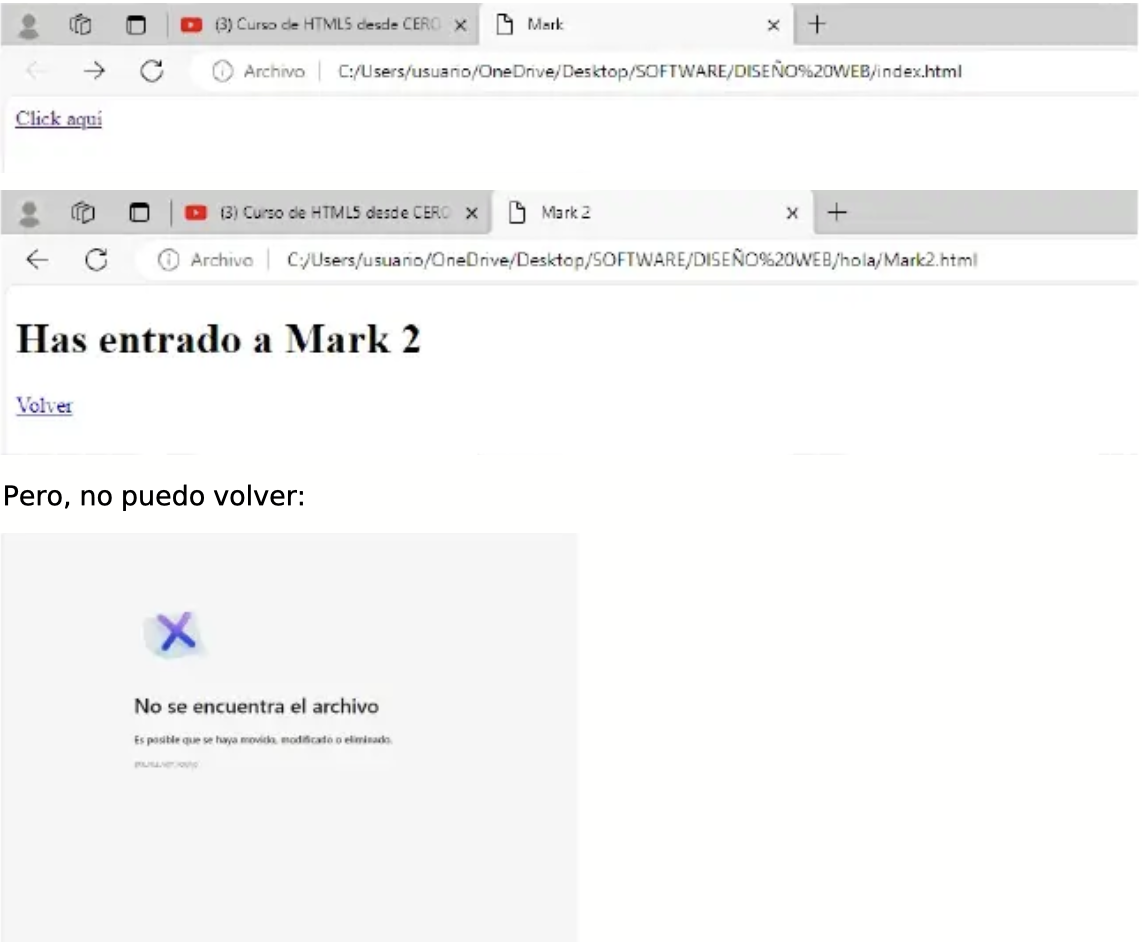 (3) Curso de HTML5 desde CERO
Mark
Archivo
C:/Users/usuario/OneDrive/Desktop/SOFTWARE/DISEÑO%20WEB/index.html
Click aquí
(3) Curso de HTML5 desde CERO
Mark 2
Archivo
C:/Users/usuario/OneDrive/Desktop/SOFTWARE/DISEÑO%20WEB/hola/Mark2.html
Has entrado a Mark 2
Volver
Pero, no puedo volver:
No se encuentra el archivo
Es posible que se haya movido, modificado o eliminado.